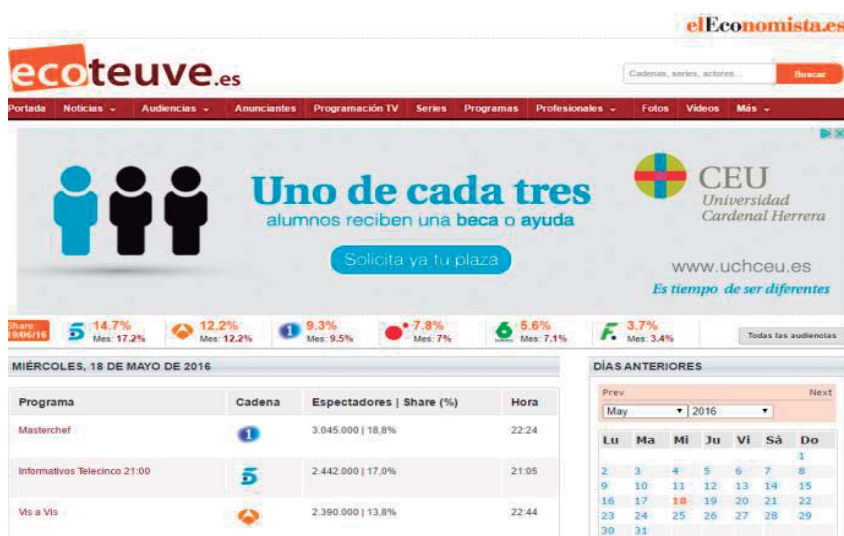 elEconomista.es
ecoteuve.es
Cadenas, series, actores...
Buscar
Portada Noticias Audiencias Anunciantes Programación TV Series Programas Profesionales Fotos Vídeos Más
Uno de cada tres
alumnos reciben una beca o ayuda
Solicita ya tu plaza
CEU
Universidad
Cardenal Herrera
www.uchceu.es
Es tiempo de ser diferentes
Share 14.7% 12.2% 1 9.3% 7.8% 6 5.6% F. 3.7%
19/06/16 5 Mes: 17.2% Mes: 12.2% Mes: 9.5% Mes: 7% Mes: 7.1% Mes: 3.4% Todas las audiencias
MIÉRCOLES, 18 DE MAYO DE 2016
Programa Cadena Espectadores | Share (%) Hora
Masterchef 1 3.045.000 | 18,8% 22:24
Informativos Telecinco 21:00 5 2.442.000 | 17,0% 21:05
Vis a Vis 2.390.000 | 13,8% 22:44
DÍAS ANTERIORES
Prev Next
May 2016
Lu Ma Mi Ju Vi Sá Do
1
2 3 4 5 6 7 8
9 10 11 12 13 14 15
16 17 18 19 20 21 22
23 24 25 26 27 28 29
30 31